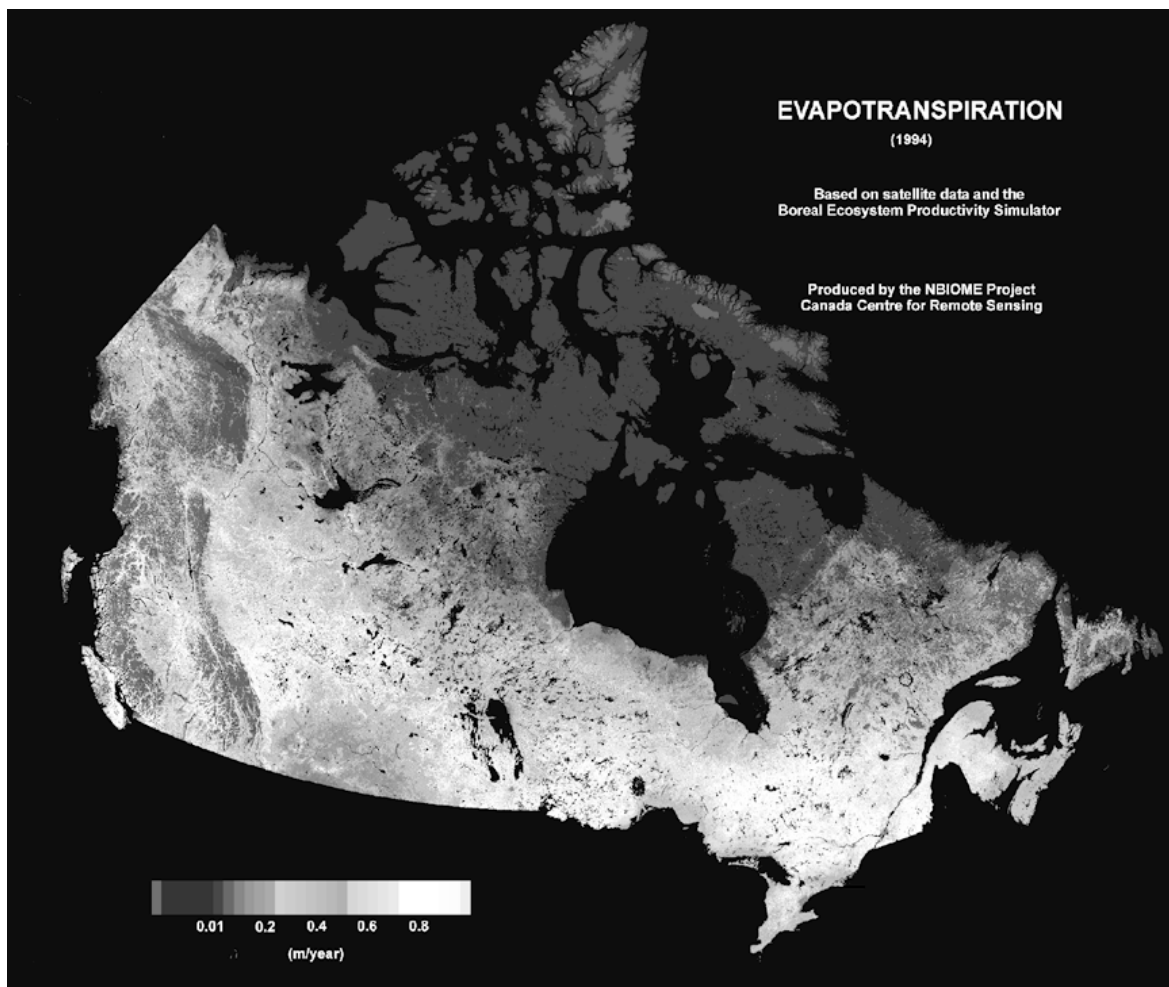 EVAPOTRANSPIRATION
(1994)
Based on satellite data and the
Boreal Ecosystem Productivity Simulator
Produced by the NBIOME Project
Canada Centre for Remote Sensing
0.01 0.2 0.4 0.6 0.8
(m/year)